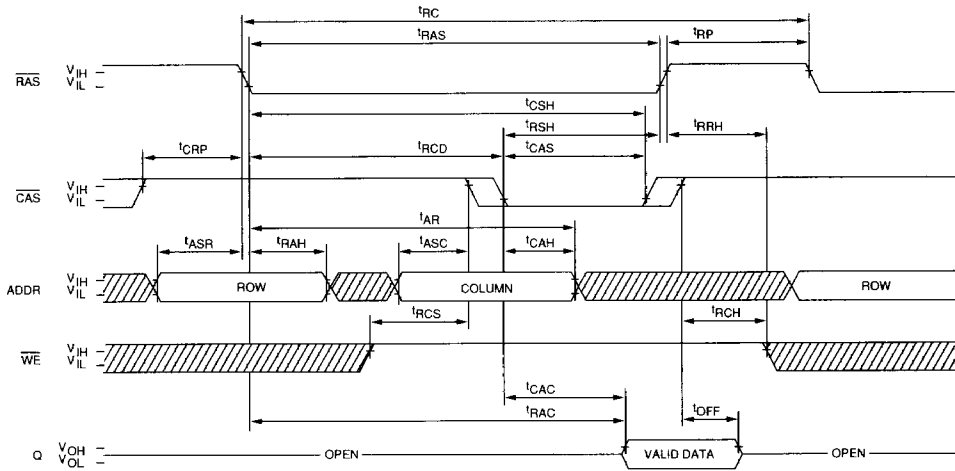 tRC
tRAS
tRP
RAS
VIH
VIL
tCSH
tRSH
tRRH
tCRP
tRCD
tCAS
CAS
VIH
VIL
tAR
tASR
tRAH
tASC
tCAH
ADDR
VIH
VIL
ROW
COLUMN
ROW
tRCS
tRCH
WE
VIH
VIL
tCAC
tRAC
tOFF
Q
VOH
VOL
OPEN
VALID DATA
OPEN